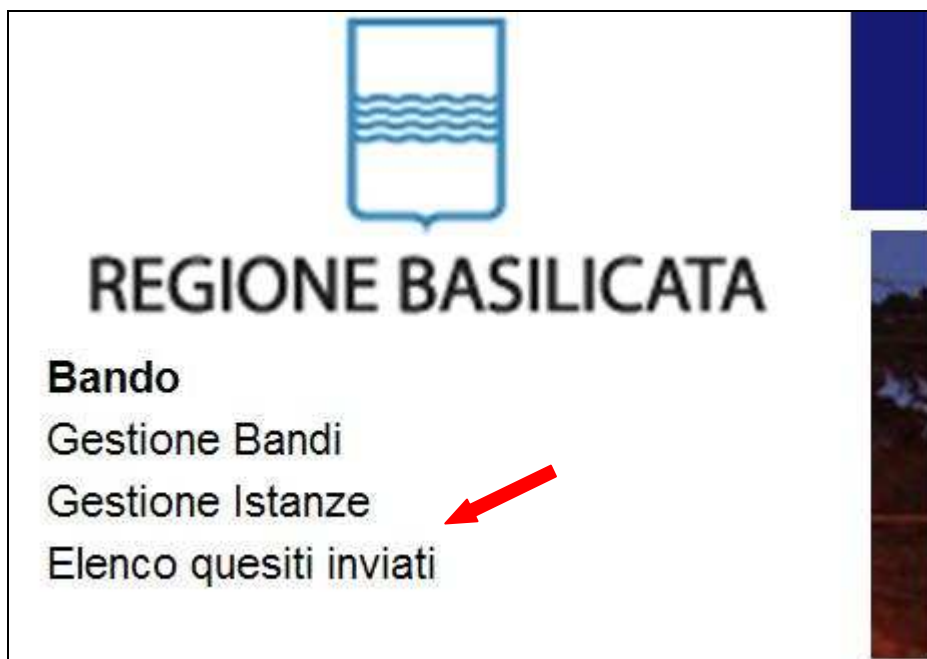 REGIONE BASILICATA
Bando
Gestione Bandi
Gestione Istanze
Elenco quesiti inviati